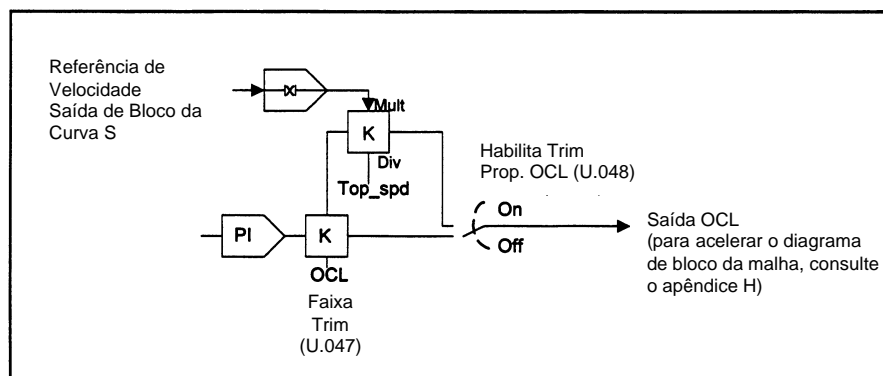 Referência de
Velocidade
Saída de Bloco da
Curva S
Mult
K
Div
Top_spd
Habilita Trim
Prop. OCL (U.048)
On
Off
PI
K
OCL
Faixa
Trim
(U.047)
Saída OCL
(para acelerar o diagrama
de bloco da malha, consulte
o apêndice H)